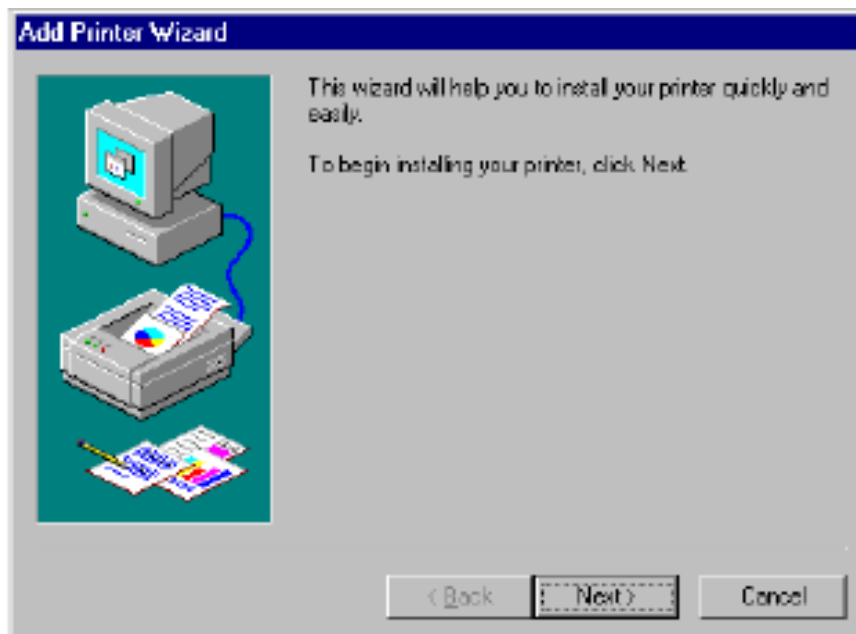 Add Printer Wizard
This wizard will help you to install your printer quickly and
easily.
To begin installing your printer, click Next.
< Back
Next >
Cancel